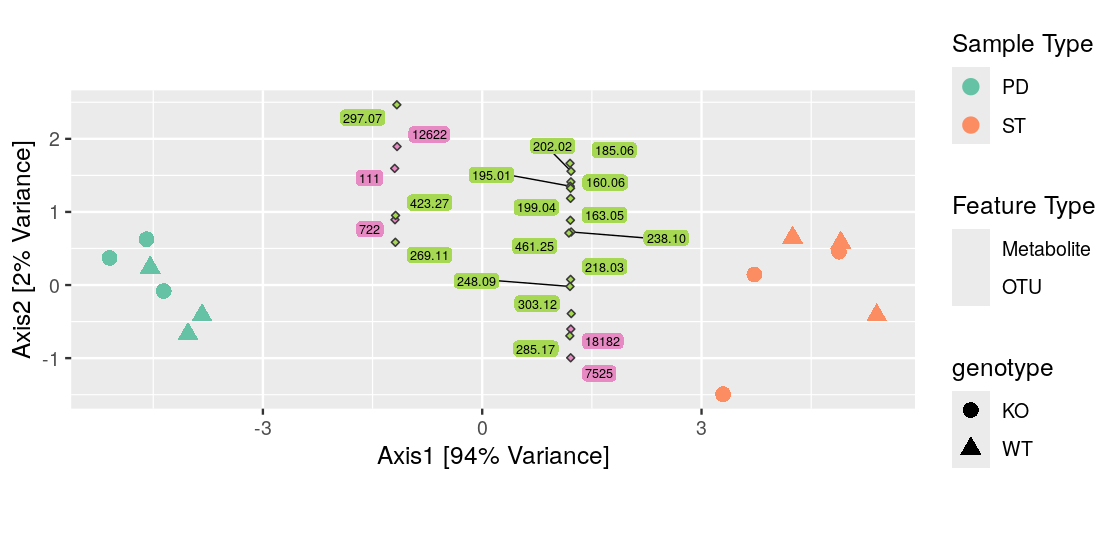 Axis2 [2% Variance]
2
1
0
-1
297.07
12622
111
423.27
722
269.11
202.02
185.06
195.01
160.06
199.04
163.05
461.25
238.10
218.03
248.09
303.12
18182
285.17
7525
-3
0
3
Axis1 [94% Variance]
Sample Type
PD
ST
Feature Type
Metabolite
OTU
genotype
KO
WT